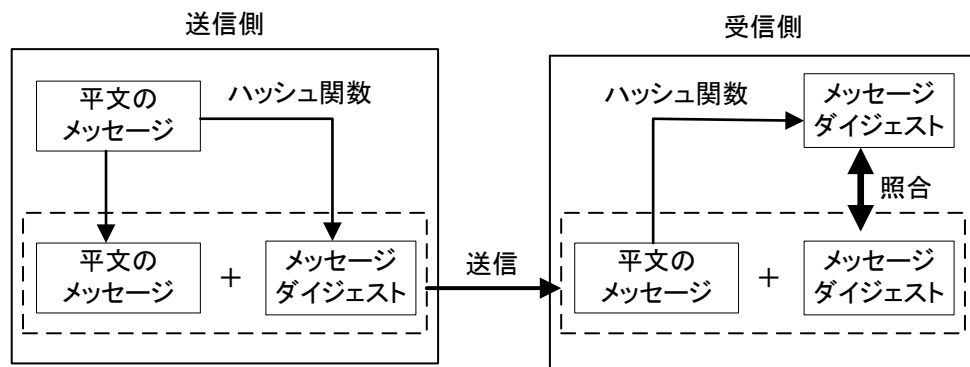 送信側
平文の
メッセージ
ハッシュ関数
平文の
メッセージ
+
メッセージ
ダイジェスト
送信
受信側
ハッシュ関数
メッセージ
ダイジェスト
照合
平文の
メッセージ
+
メッセージ
ダイジェスト